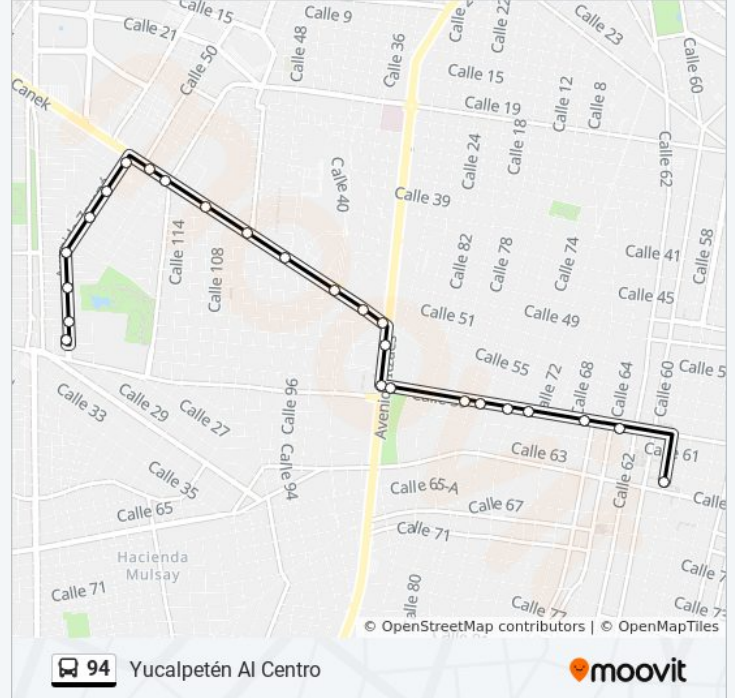 Calle 15
Calle 9
Calle 22
Calle 23
Calle 21
Calle 50
Calle 48
Calle 36
Calle 60
Calle 15
Calle 12
Calle 8
Canek
Calle 19
Calle 24
Calle 18
Calle 62
Calle 40
Calle 39
Calle 114
Calle 108
Calle 82
Calle 78
Calle 74
Calle 41
Calle 58
Calle 45
Calle 51
Calle 49
Calle 55
Calle 72
Calle 68
Calle 64
Calle 60
Calle 33
Calle 29
Calle 27
Calle 96
Calle 63
Calle 61
Calle 62
Calle 94
Calle 35
Calle 65-A
Calle 67
Calle 65
Calle 71
Hacienda
Mulsay
Calle 71
Calle 80
Calle 77
© OpenStreetMap contributors | © OpenMapTiles
94 Yucalpetén Al Centro
moovit